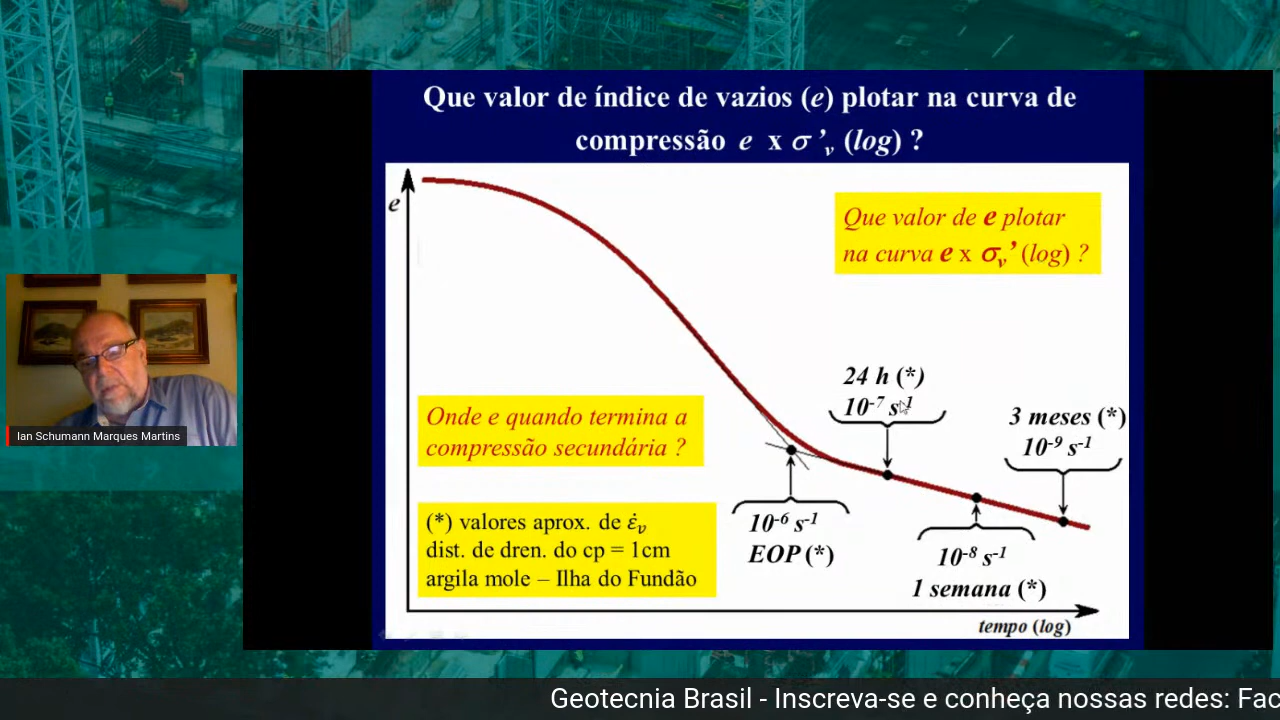 Que valor de índice de vazios (e) plotar na curva de
compressão e x σ'v (log) ?
e
Que valor de e plotar
na curva e x σv' (log) ?
24 h (*)
10-7 s-1
3 meses (*)
10-9 s-1
Onde e quando termina a
compressão secundária ?
Ian Schumann Marques Martins
(*) valores aprox. de ε̇v
dist. de dren. do cp = 1cm
argila mole – Ilha do Fundão
10-6 s-1
EOP (*)
10-8 s-1
1 semana (*)
tempo (log)
Geotecnia Brasil - Inscreva-se e conheça nossas redes: Fac